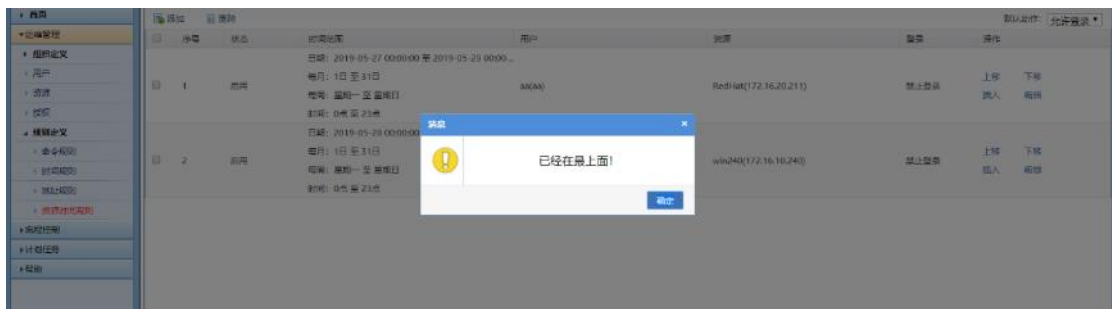 首页
运维管理
组织定义
用户
资源
授权
规则定义
命令规则
时间规则
地址规则
资源时间规则
流程控制
计划任务
帮助
添加 删除 默认动作: 允许登录
序号 状态 时间范围 用户 资源 登录 操作
日期: 2019-05-27 00:00:00 至 2019-05-29 00:00...
每月: 1日 至 31日
每周: 星期一 至 星期日
时间: 0点 至 23点
1 启用 aa(aa) RedHat(172.16.20.211) 禁止登录 上移 下移
插入 编辑
日期: 2019-05-28 00:00:00
每月: 1日 至 31日
每周: 星期一 至 星期日
时间: 0点 至 23点
2 启用 win240(172.16.10.240) 禁止登录 上移 下移
插入 编辑
消息
已经在最上面!
确定